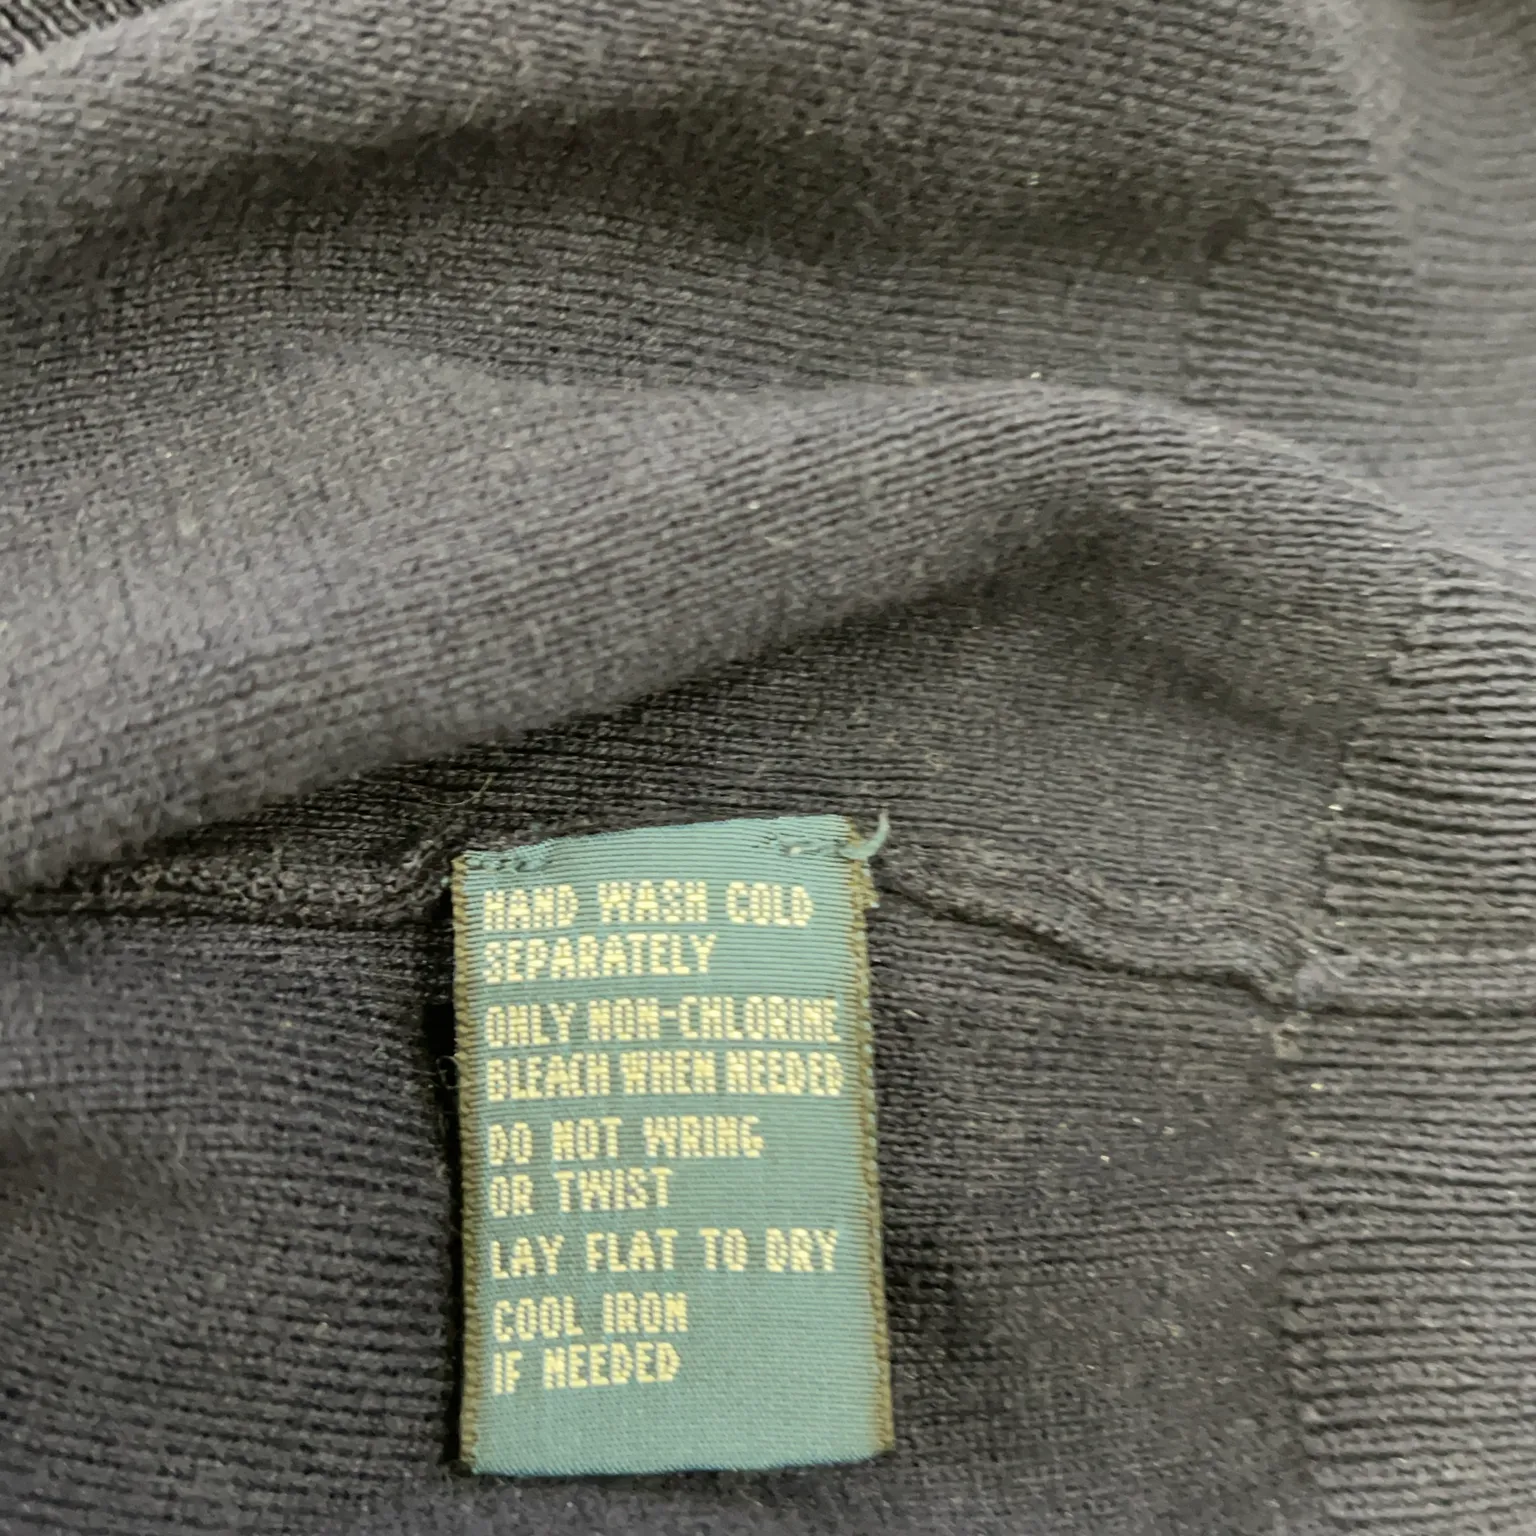 HAND WASH COLD
SEPARATELY
ONLY NON-CHLORINE
BLEACH WHEN NEEDED
DO NOT WRING
OR TWIST
LAY FLAT TO DRY
COOL IRON
IF NEEDED